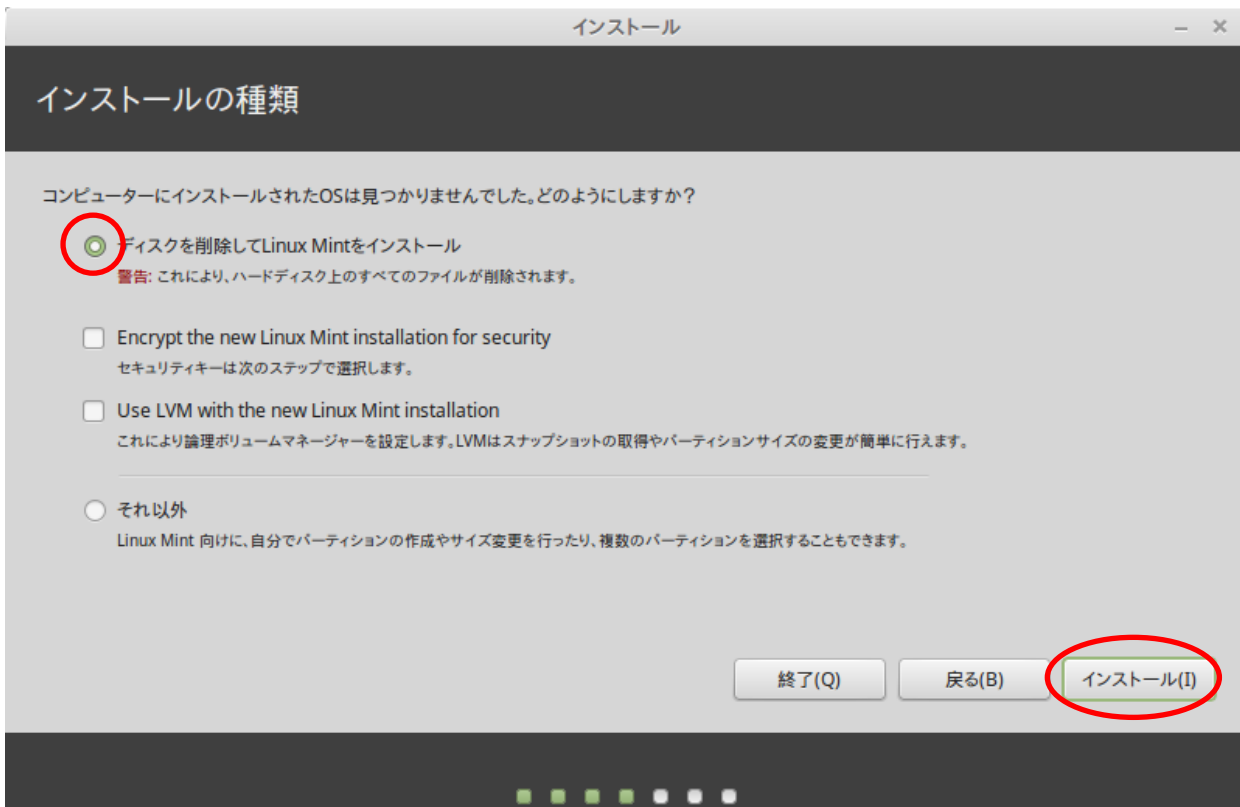 インストール
インストールの種類
コンピューターにインストールされたOSは見つかりませんでした。どのようにしますか？
ディスクを削除してLinux Mintをインストール
警告: これにより、ハードディスク上のすべてのファイルが削除されます。
Encrypt the new Linux Mint installation for security
セキュリティキーは次のステップで選択します。
Use LVM with the new Linux Mint installation
これにより論理ボリュームマネージャーを設定します。LVMはスナップショットの取得やパーティションサイズの変更が簡単に行えます。
それ以外
Linux Mint 向けに、自分でパーティションの作成やサイズ変更を行ったり、複数のパーティションを選択することもできます。
終了(Q) 戻る(B) インストール(I)